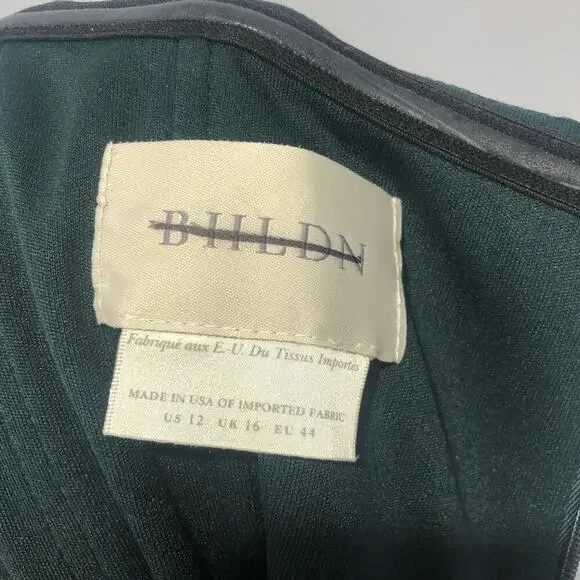 BHLDN
Fabriqué aux E.-U. Du Tissus Importés
MADE IN USA OF IMPORTED FABRIC
US 12 UK 16 EU 44